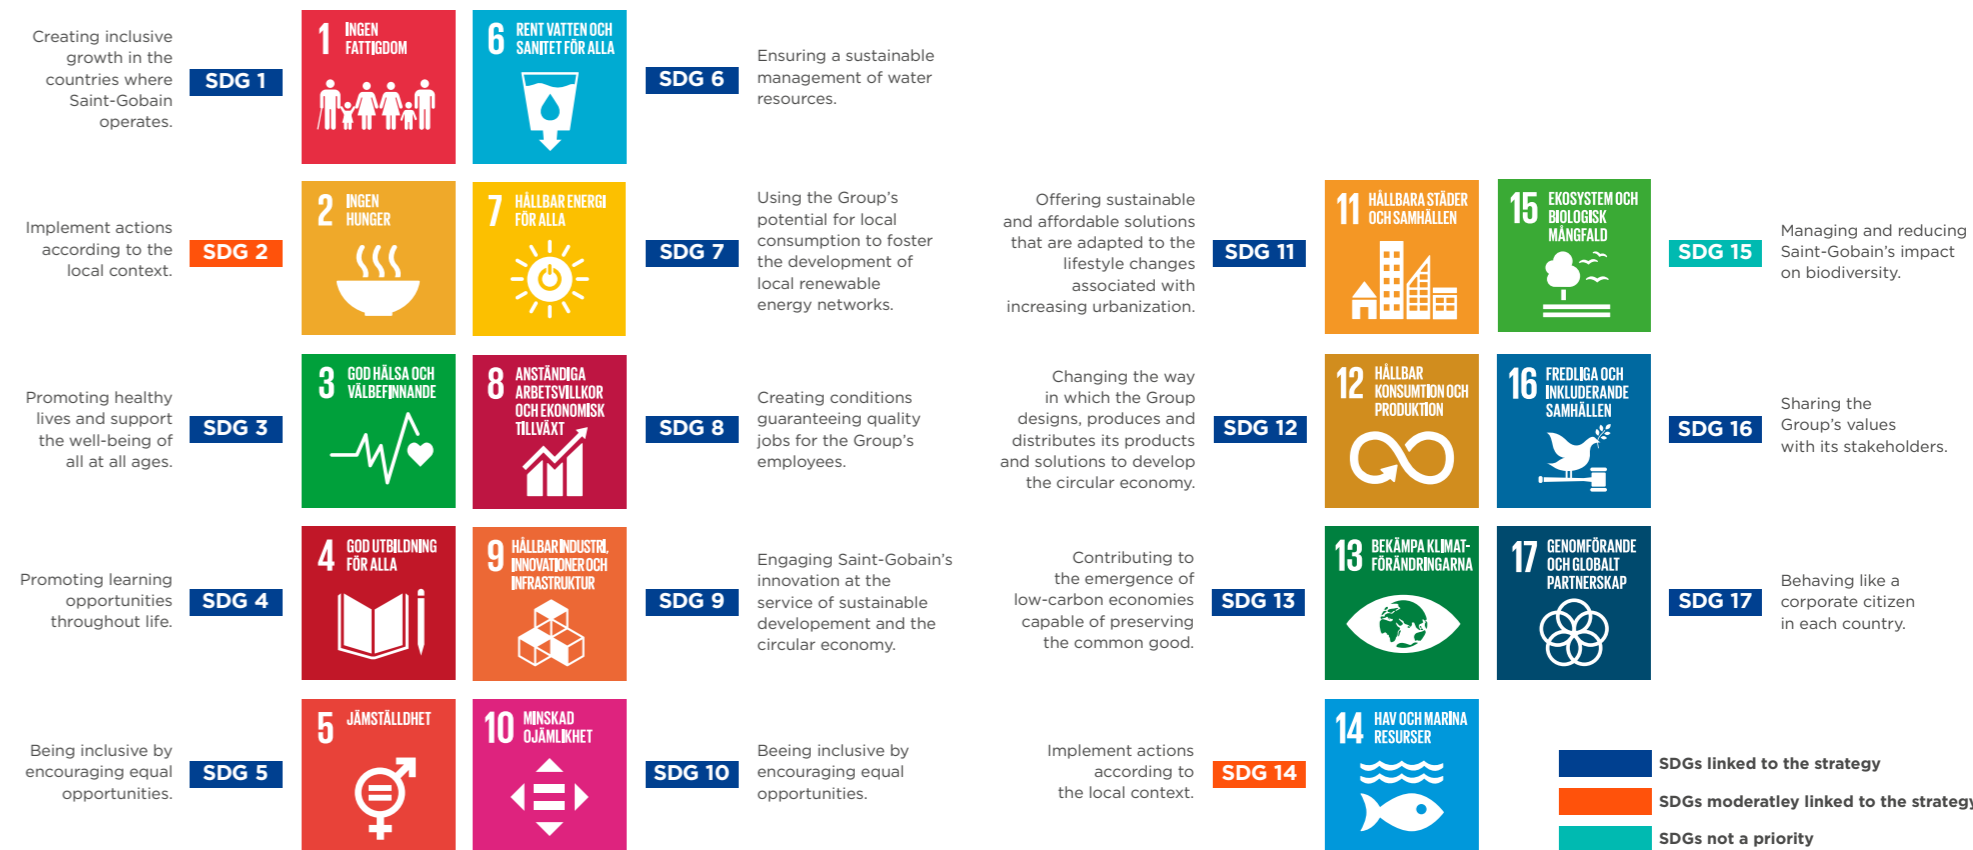 Creating inclusive
growth in the
countries where
Saint-Gobain
operates.
SDG 1
1 INGEN
FATTIGDOM
6 RENT VATTEN OCH
SANITET FÖR ALLA
SDG 6
Ensuring a sustainable
management of water
resources.
Implement actions
according to the
local context.
SDG 2
2 INGEN
HUNGER
7 HÅLLBAR ENERGI
FÖR ALLA
SDG 7
Using the Group's
potential for local
consumption to foster
the development of
local renewable
energy networks.
Promoting healthy
lives and support
the well-being of
all at all ages.
SDG 3
3 GOD HÄLSA OCH
VÄLBEFINNANDE
8 ANSTÄNDIGA
ARBETSVILLKOR
OCH EKONOMISK
TILLVÄXT
SDG 8
Creating conditions
guaranteeing quality
jobs for the Group's
employees.
Promoting learning
opportunities
throughout life.
SDG 4
4 GOD UTBILDNING
FÖR ALLA
9 HÅLLBAR INDUSTRI,
INNOVATIONER OCH
INFRASTRUKTUR
SDG 9
Engaging Saint-Gobain's
innovation at the
service of sustainable
developement and the
circular economy.
Being inclusive by
encouraging equal
opportunities.
SDG 5
5 JÄMSTÄLLDHET
10 MINSKAD
OJÄMLIKHET
SDG 10
Beeing inclusive by
encouraging equal
opportunities.
Offering sustainable
and affordable solutions
that are adapted to the
lifestyle changes
associated with
increasing urbanization.
SDG 11
11 HÅLLBARA STÄDER
OCH SAMHÄLLEN
15 EKOSYSTEM OCH
BIOLOGISK
MÅNGFALD
SDG 15
Managing and reducing
Saint-Gobain's impact
on biodiversity.
Changing the way
in which the Group
designs, produces and
distributes its products
and solutions to develop
the circular economy.
SDG 12
12 HÅLLBAR
KONSUMTION OCH
PRODUKTION
16 FREDLIGA OCH
INKLUDERANDE
SAMHÄLLEN
SDG 16
Sharing the
Group's values
with its stakeholders.
Contributing to
the emergence of
low-carbon economies
capable of preserving
the common good.
SDG 13
13 BEKÄMPA KLIMAT-
FÖRÄNDRINGARNA
17 GENOMFÖRANDE
OCH GLOBALT
PARTNERSKAP
SDG 17
Behaving like a
corporate citizen
in each country.
Implement actions
according to
the local context.
SDG 14
14 HAV OCH MARINA
RESURSER
SDGs linked to the strategy
SDGs moderatley linked to the strategy
SDGs not a priority